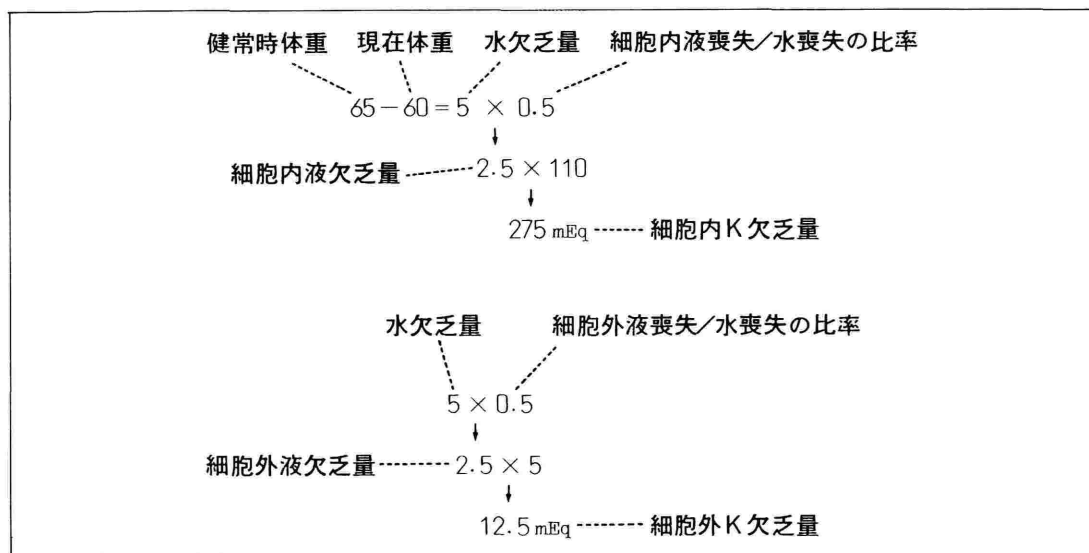 健常時体重 現在体重 水欠乏量 細胞内液喪失/水喪失の比率
65-60=5 × 0.5
↓
細胞内液欠乏量 2.5×110
↓
275mEq 細胞内K欠乏量
水欠乏量 細胞外液喪失/水喪失の比率
5×0.5
↓
細胞外液欠乏量 2.5×5
↓
12.5mEq 細胞外K欠乏量